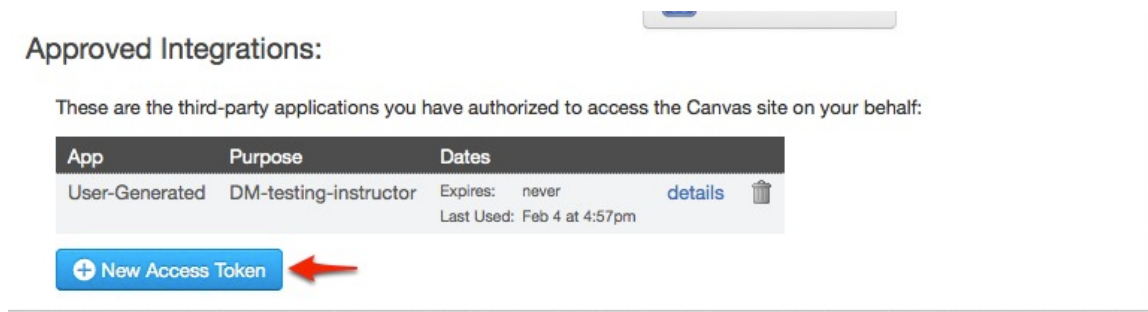 Approved Integrations:
These are the third-party applications you have authorized to access the Canvas site on your behalf:
App Purpose Dates
User-Generated DM-testing-instructor Expires: never details
Last Used: Feb 4 at 4:57pm
New Access Token